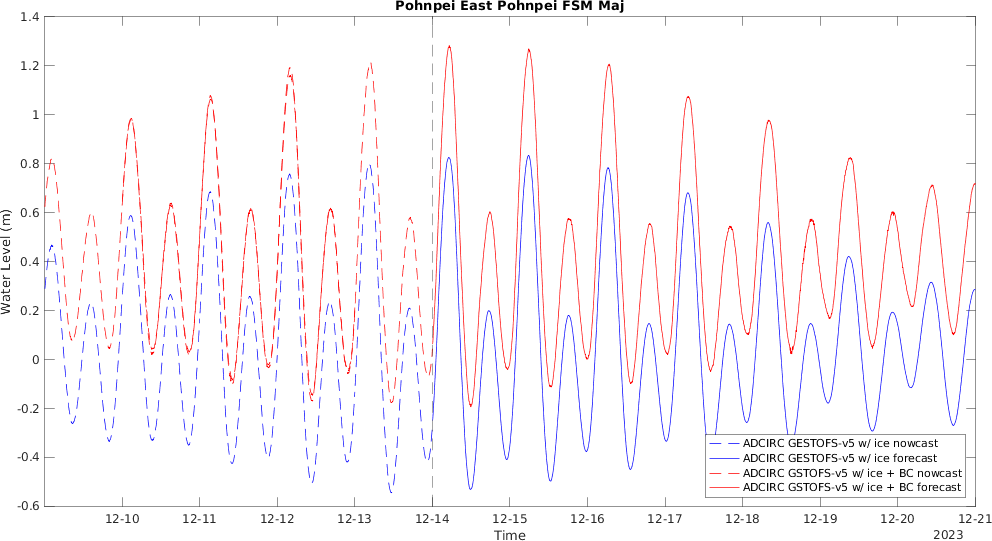 Pohnpei East Pohnpei FSM Maj
Water Level (m)
1.4
1.2
1
0.8
0.6
0.4
0.2
0
-0.2
-0.4
-0.6
ADCIRC GESTOFS-v5 w/ ice nowcast
ADCIRC GESTOFS-v5 w/ ice forecast
ADCIRC GSTOFS-v5 w/ ice + BC nowcast
ADCIRC GSTOFS-v5 w/ ice + BC forecast
12-10 12-11 12-12 12-13 12-14 12-15 12-16 12-17 12-18 12-19 12-20 12-21
Time
2023